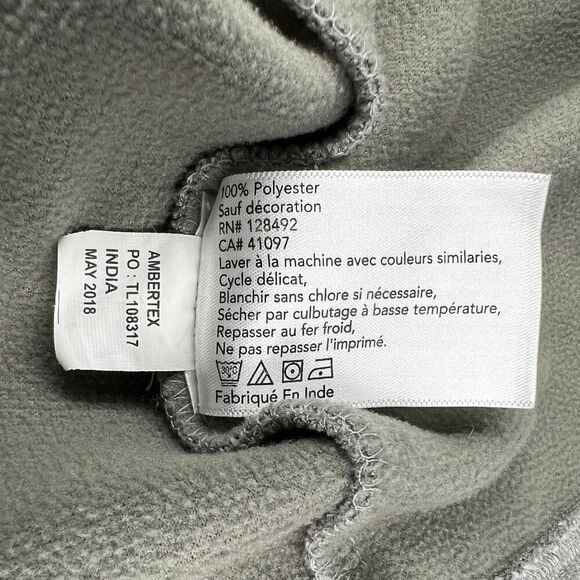 AMBERTEX
PO : TL108317
INDIA
MAY 2018
100% Polyester
Sauf décoration
RN# 128492
CA# 41097
Laver à la machine avec couleurs similaries,
Cycle délicat,
Blanchir sans chlore si nécessaire,
Sécher par culbutage à basse température,
Repasser au fer froid,
Ne pas repasser l'imprimé.
30°C
Fabriqué En Inde